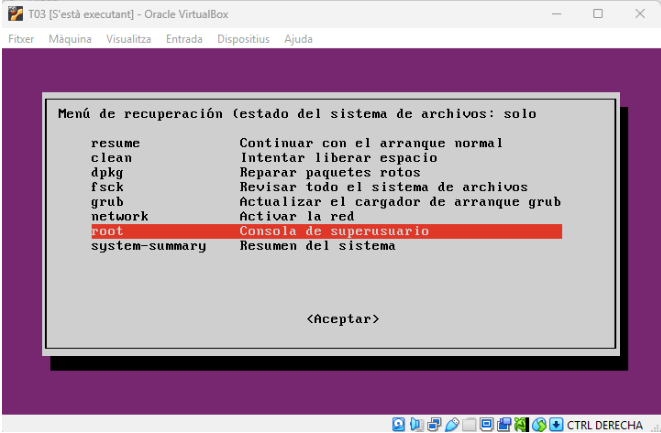 T03 [S'està executant] - Oracle VirtualBox
Fitxer Màquina Visualitza Entrada Dispositius Ajuda
Menú de recuperación (estado del sistema de archivos: solo
resume Continuar con el arranque normal
clean Intentar liberar espacio
dpkg Reparar paquetes rotos
fsck Revisar todo el sistema de archivos
grub Actualizar el cargador de arranque grub
network Activar la red
root Consola de superusuario
system-summary Resumen del sistema
<Aceptar>
CTRL DERECHA